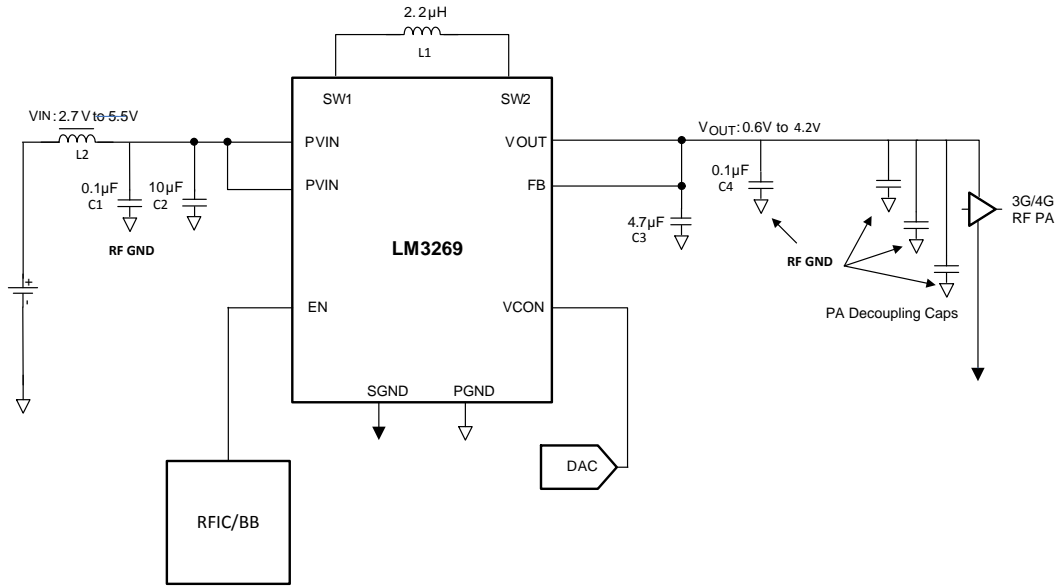 2.2µH
L1
SW1
SW2
VIN: 2.7V to 5.5V
L2
PVIN
PVIN
0.1µF
C1
10µF
C2
RF GND
LM3269
VOUT
FB
VOUT: 0.6V to 4.2V
0.1µF
C4
4.7µF
C3
RF GND
3G/4G
RF PA
PA Decoupling Caps
+
-
EN
VCON
SGND
PGND
DAC
RFIC/BB